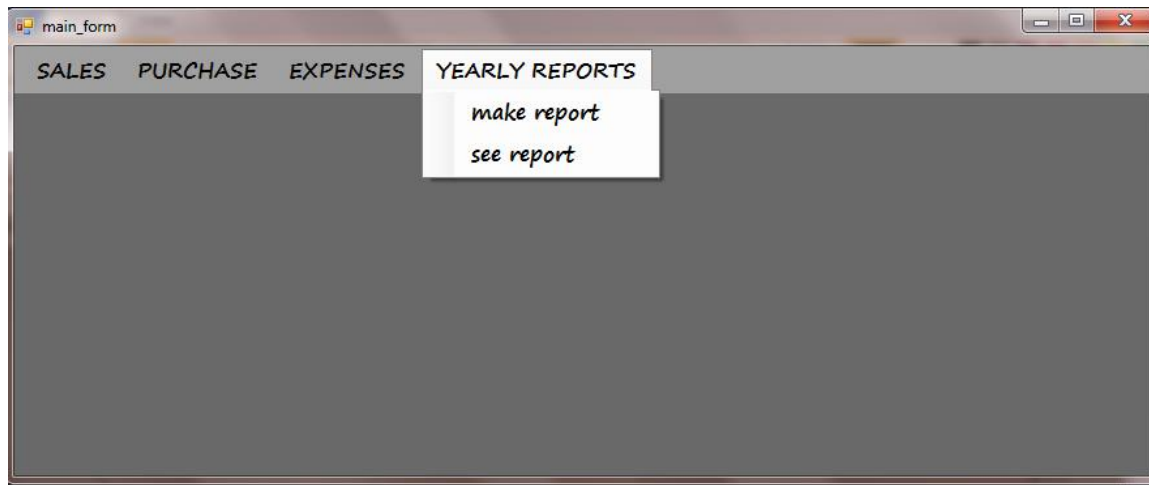 main_form
SALES PURCHASE EXPENSES YEARLY REPORTS
make report
see report